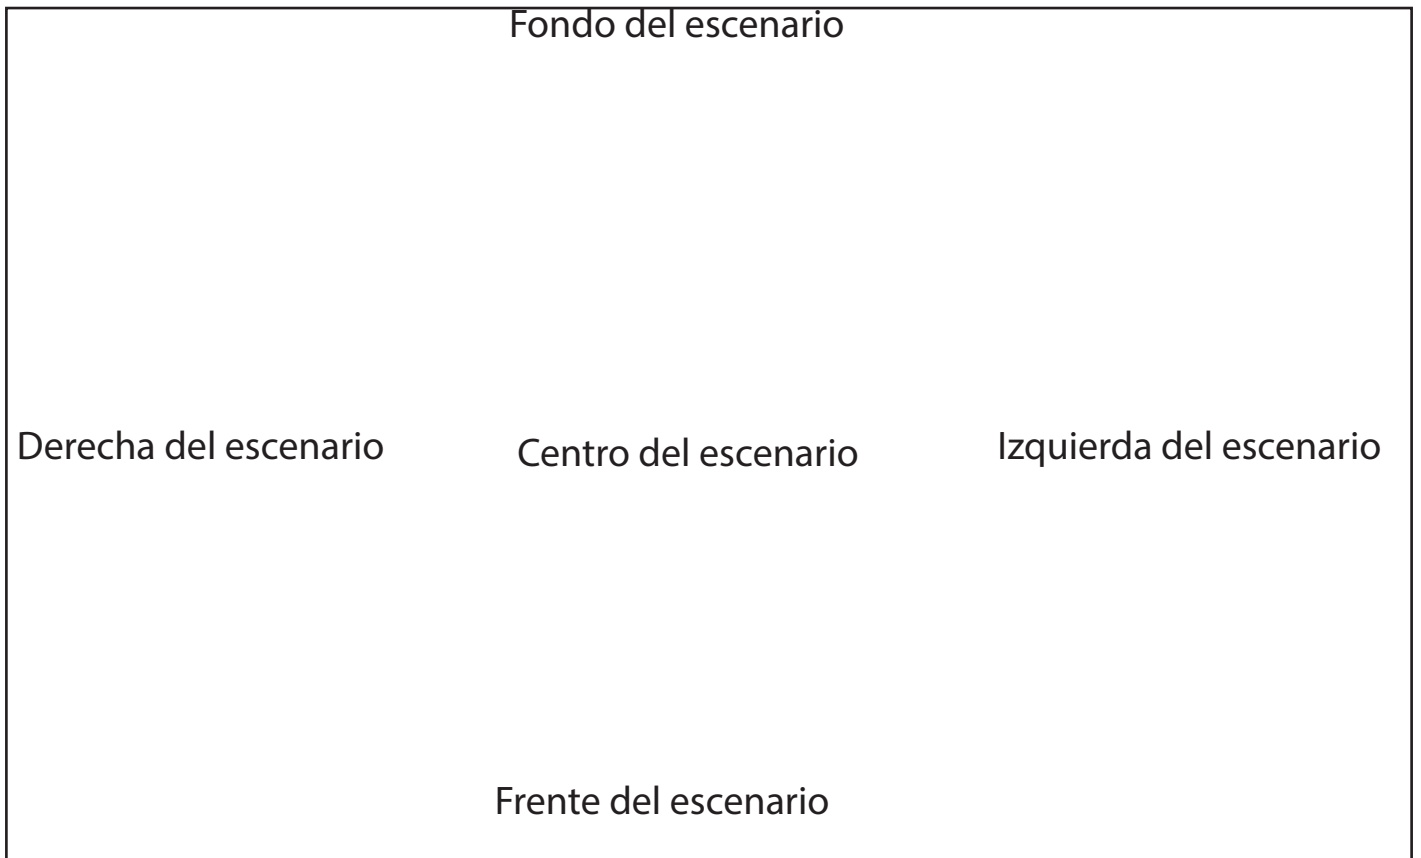 Fondo del escenario
Derecha del escenario
Centro del escenario
Izquierda del escenario
Frente del escenario